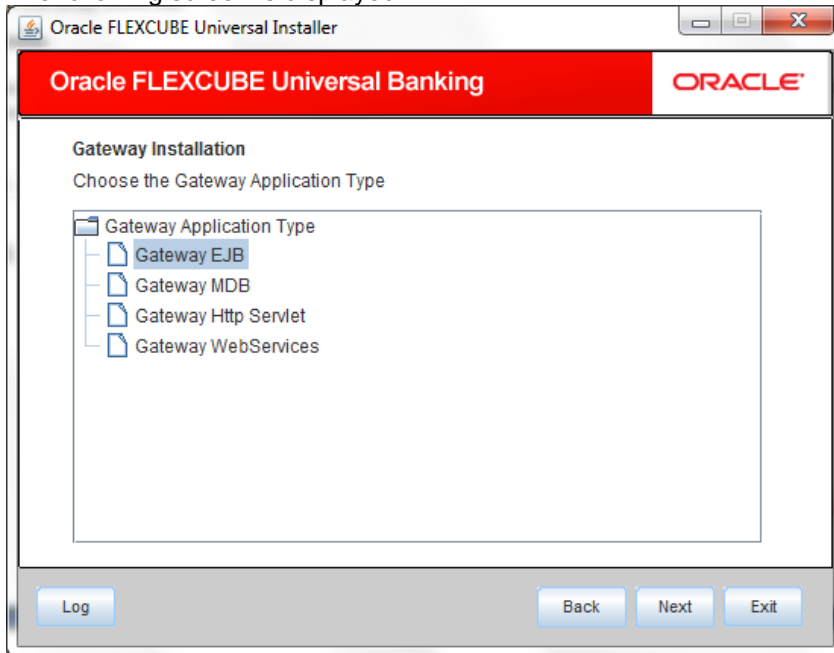 Oracle FLEXCUBE Universal Installer
Oracle FLEXCUBE Universal Banking
ORACLE
Gateway Installation
Choose the Gateway Application Type
Gateway Application Type
Gateway EJB
Gateway MDB
Gateway Http Servlet
Gateway WebServices
Log Back Next Exit